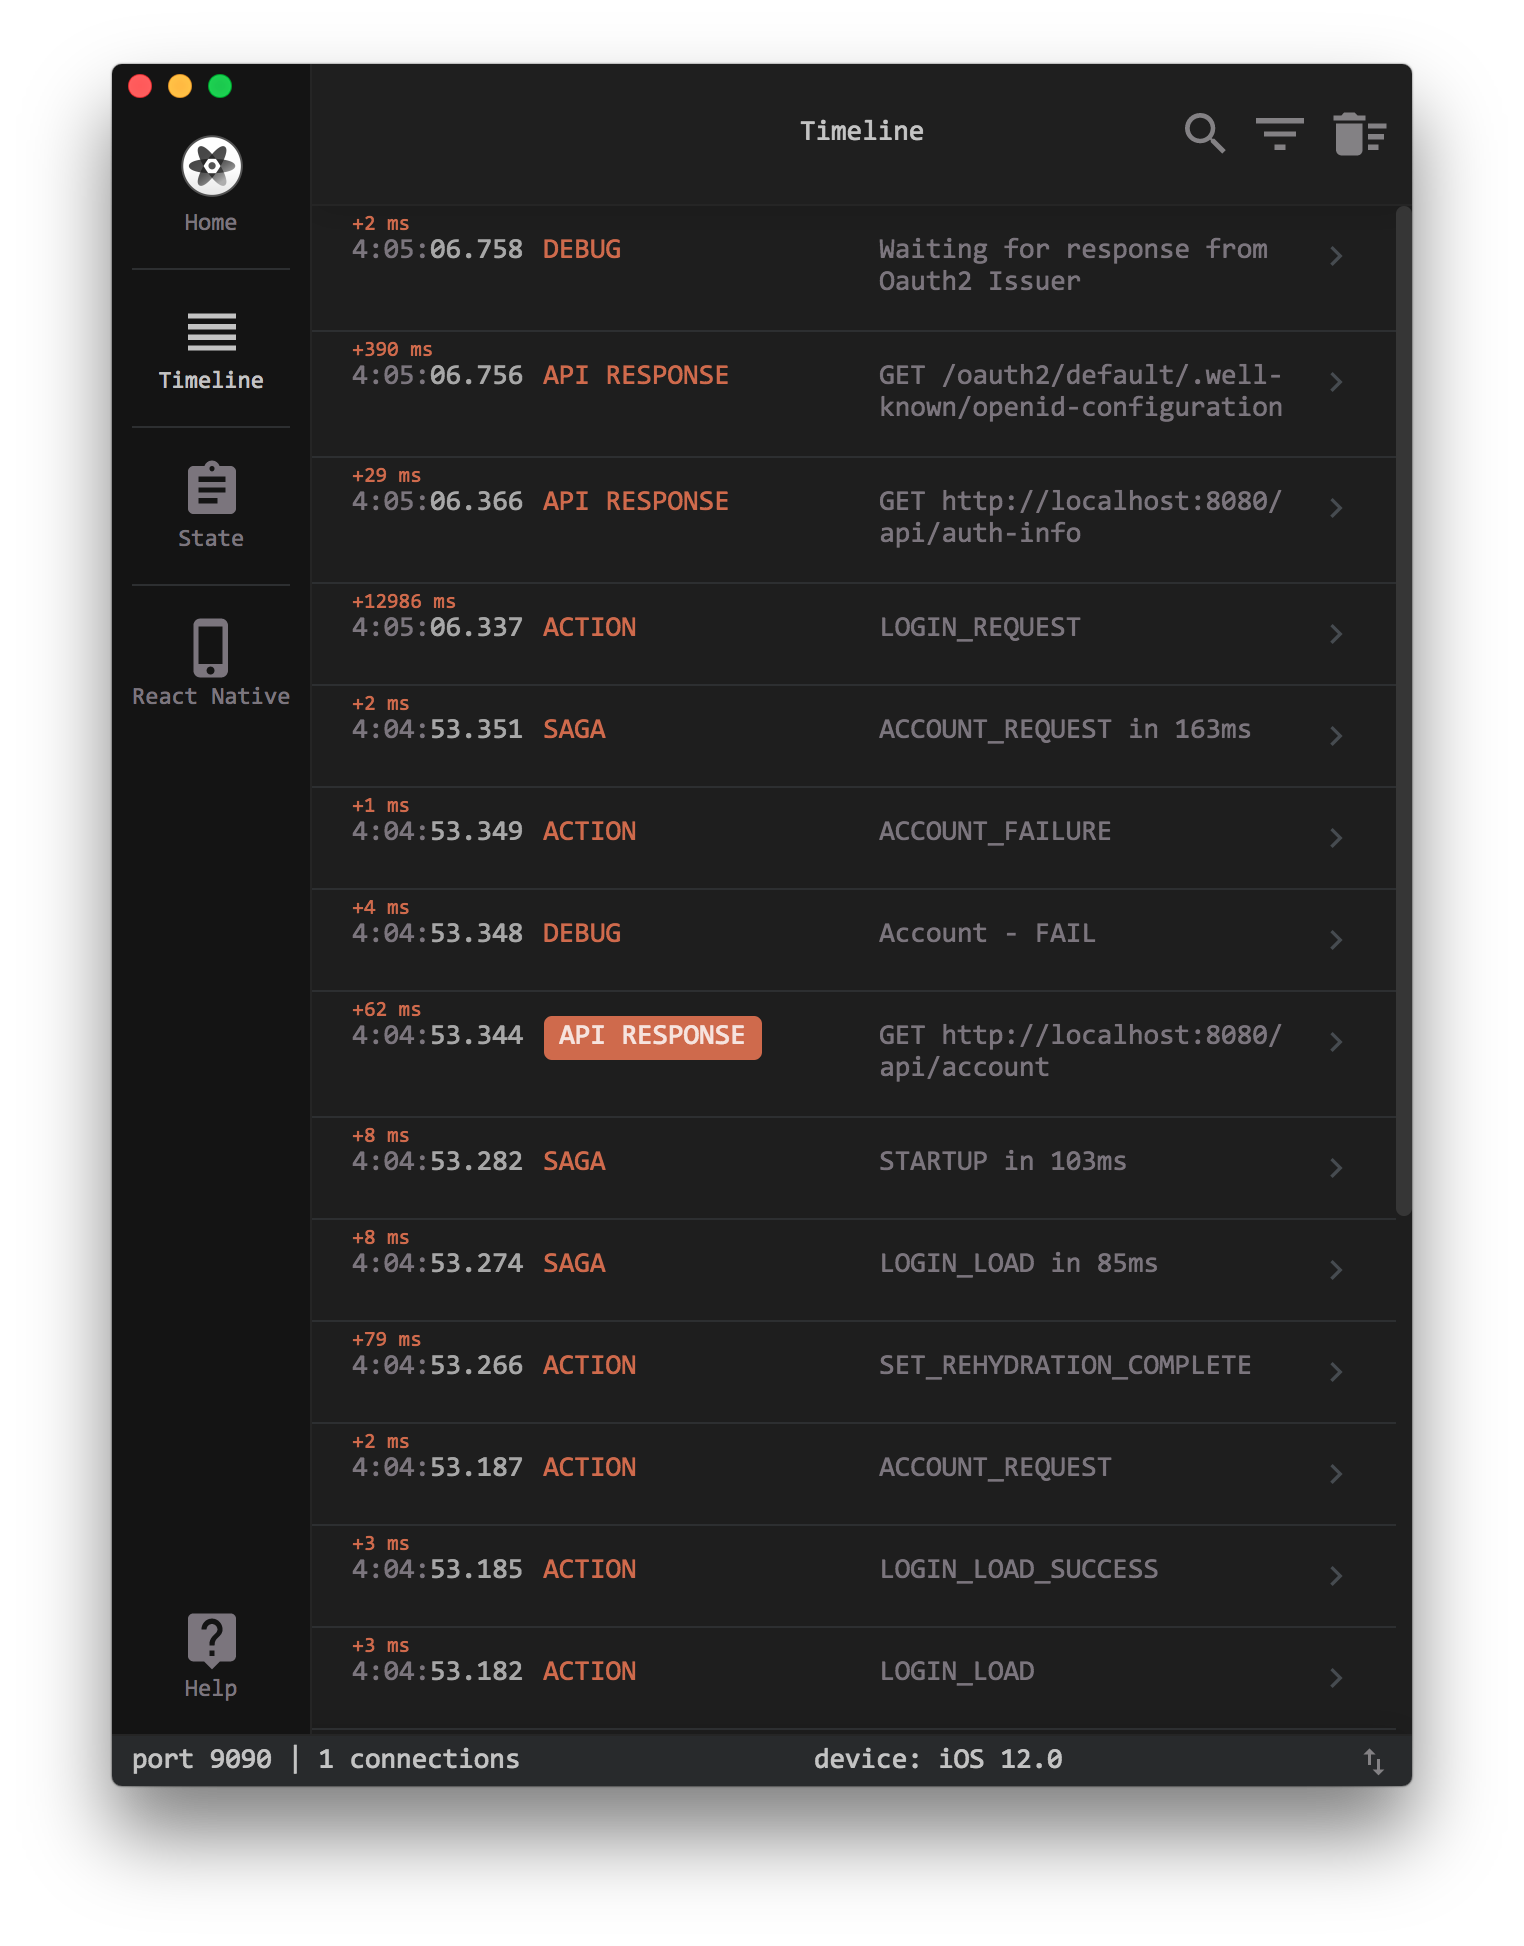 Timeline
Home
Timeline
State
React Native
Help
+2 ms
4:05:06.758 DEBUG Waiting for response from
Oauth2 Issuer
+390 ms
4:05:06.756 API RESPONSE GET /oauth2/default/.well-
known/openid-configuration
+29 ms
4:05:06.366 API RESPONSE GET http://localhost:8080/
api/auth-info
+12986 ms
4:05:06.337 ACTION LOGIN_REQUEST
+2 ms
4:04:53.351 SAGA ACCOUNT_REQUEST in 163ms
+1 ms
4:04:53.349 ACTION ACCOUNT_FAILURE
+4 ms
4:04:53.348 DEBUG Account - FAIL
+62 ms
4:04:53.344 API RESPONSE GET http://localhost:8080/
api/account
+8 ms
4:04:53.282 SAGA STARTUP in 103ms
+8 ms
4:04:53.274 SAGA LOGIN_LOAD in 85ms
+79 ms
4:04:53.266 ACTION SET_REHYDRATION_COMPLETE
+2 ms
4:04:53.187 ACTION ACCOUNT_REQUEST
+3 ms
4:04:53.185 ACTION LOGIN_LOAD_SUCCESS
+3 ms
4:04:53.182 ACTION LOGIN_LOAD
port 9090 | 1 connections device: iOS 12.0